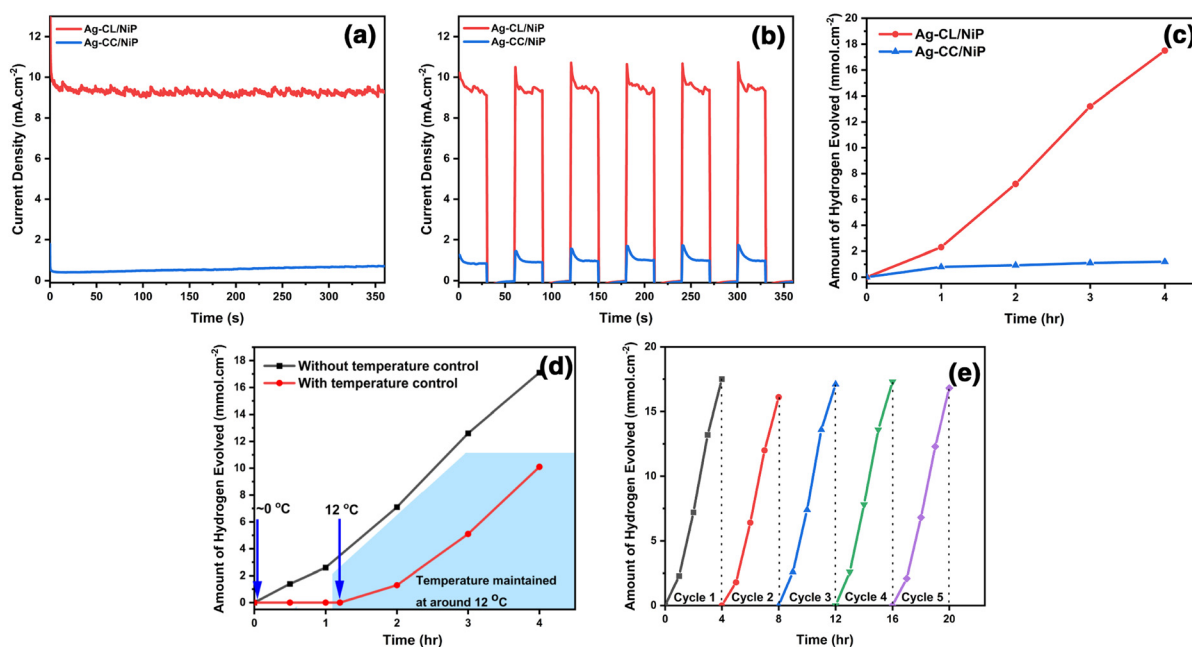 Ag-CL/NiP
Ag-CC/NiP
(a)
Current Density (mA.cm⁻²)
12
10
8
6
4
2
0
0 50 100 150 200 250 300 350
Time (s)
Ag-CL/NiP
Ag-CC/NiP
(b)
Current Density (mA.cm⁻²)
12
10
8
6
4
2
0
0 50 100 150 200 250 300 350
Time (s)
Ag-CL/NiP
Ag-CC/NiP
(c)
Amount of Hydrogen Evolved (mmol.cm⁻²)
20
18
16
14
12
10
8
6
4
2
0
0 1 2 3 4
Time (hr)
Without temperature control
With temperature control
(d)
Amount of Hydrogen Evolved (mmol.cm⁻²)
18
16
14
12
10
8
6
4
2
0
~0 °C
12 °C
Temperature maintained
at around 12 °C
0 1 2 3 4
Time (hr)
(e)
Amount of Hydrogen Evolved (mmol.cm⁻²)
20
15
10
5
0
Cycle 1 Cycle 2 Cycle 3 Cycle 4 Cycle 5
0 4 8 12 16 20
Time (hr)